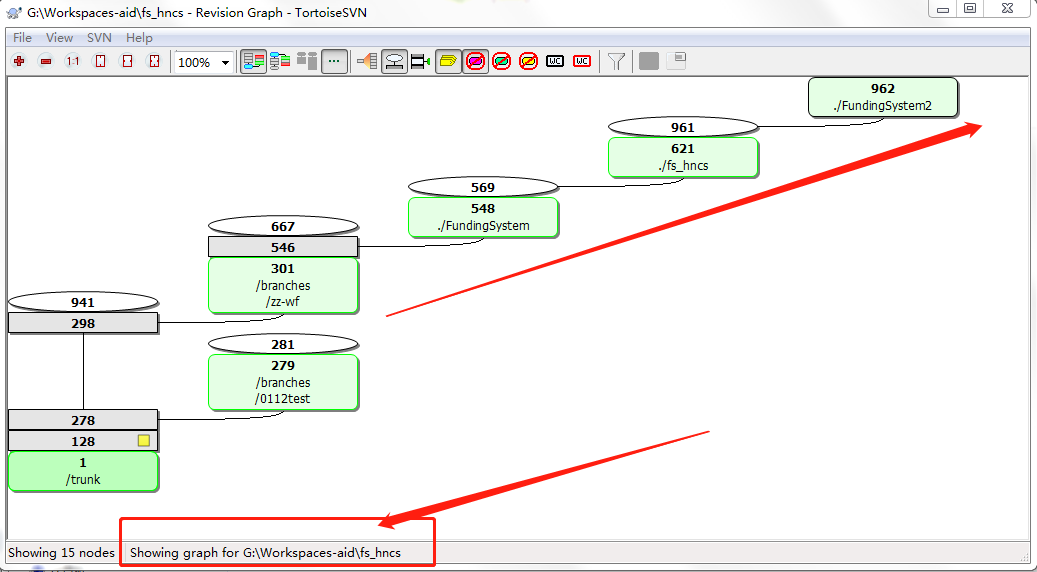 G:\Workspaces-aid\fs_hncs - Revision Graph - TortoiseSVN
File View SVN Help
1:1
100%
WC
WC
962
./FundingSystem2
961
621
./fs_hncs
569
548
./FundingSystem
667
546
301
/branches
/zz-wf
941
298
281
279
/branches
/0112test
278
128
1
/trunk
Showing 15 nodes
Showing graph for G:\Workspaces-aid\fs_hncs